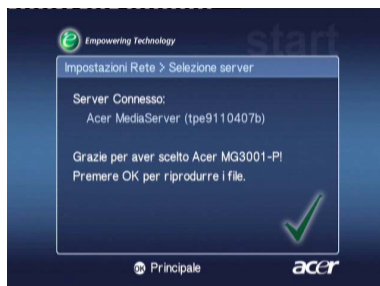 start
Empowering Technology
Impostazioni Rete > Selezione server
Server Connesso:
Acer MediaServer (tpe9110407b)
Grazie per aver scelto Acer MG3001-P!
Premere OK per riprodurre i file.
OK Principale
acer